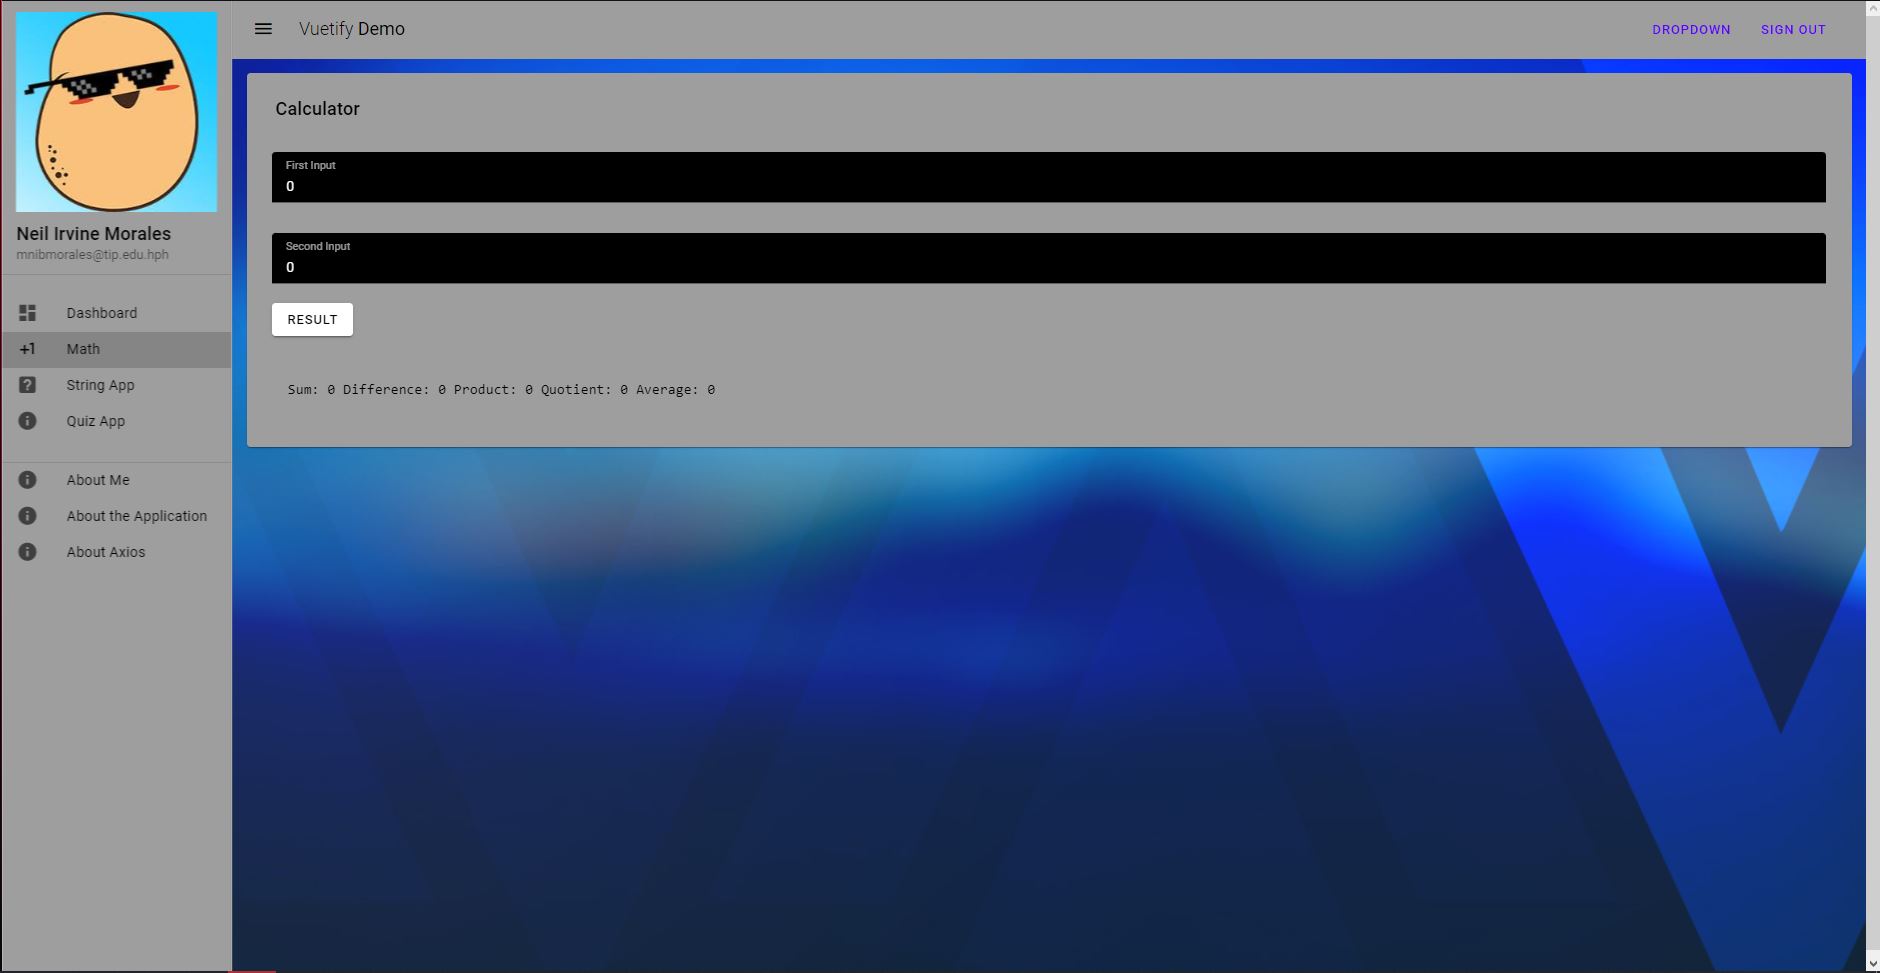 Neil Irvine Morales
mnibmorales@tip.edu.hph
Dashboard
+1 Math
String App
Quiz App
About Me
About the Application
About Axios
Vuetify Demo
DROPDOWN SIGN OUT
Calculator
First Input
0
Second Input
0
RESULT
Sum: 0 Difference: 0 Product: 0 Quotient: 0 Average: 0